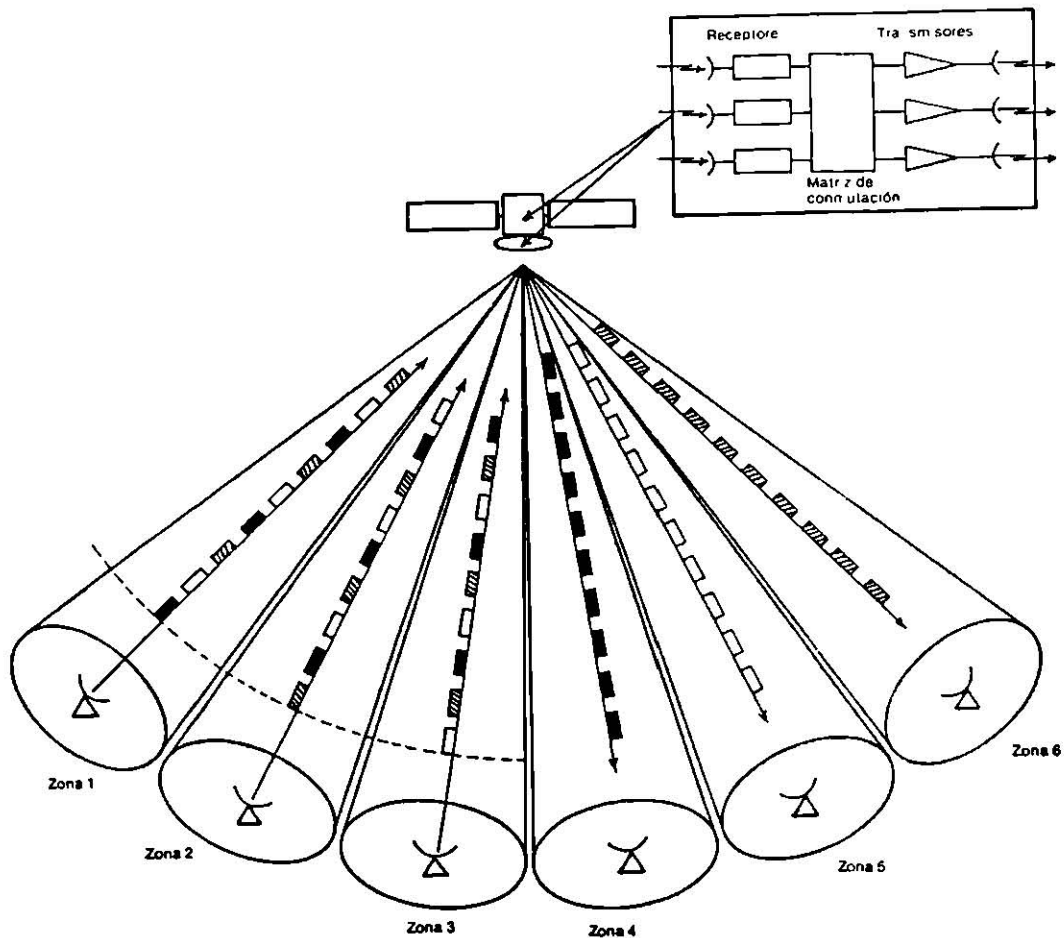 Receptore
Tra sm sores
Matr z de
conn ulación
Zona 1
Zona 2
Zona 3
Zona 4
Zona 5
Zona 6